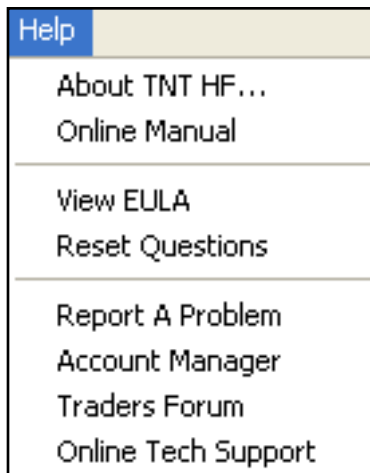 Help
About TNT HF...
Online Manual
View EULA
Reset Questions
Report A Problem
Account Manager
Traders Forum
Online Tech Support